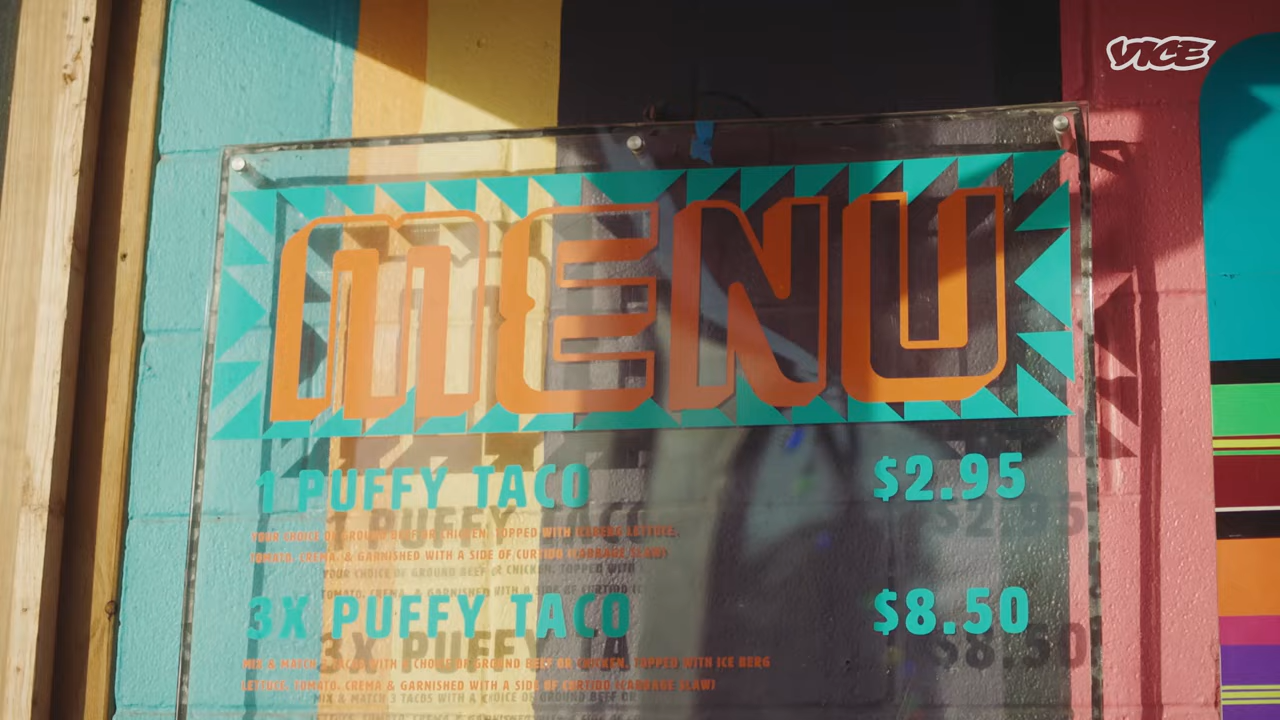 VICE
MENU
1 PUFFY TACO $2.95
YOUR CHOICE OF GROUND BEEF OR CHICKEN. TOPPED WITH ICEBERG LETTUCE,
TOMATO, CREMA, & GARNISHED WITH A SIDE OF CURTIDO (CABBAGE SLAW)
3X PUFFY TACO $8.50
MIX & MATCH 3 TACOS WITH A CHOICE OF GROUND BEEF OR CHICKEN. TOPPED WITH ICE BERG
LETTUCE, TOMATO, CREMA & GARNISHED WITH A SIDE OF CURTIDO (CABBAGE SLAW)